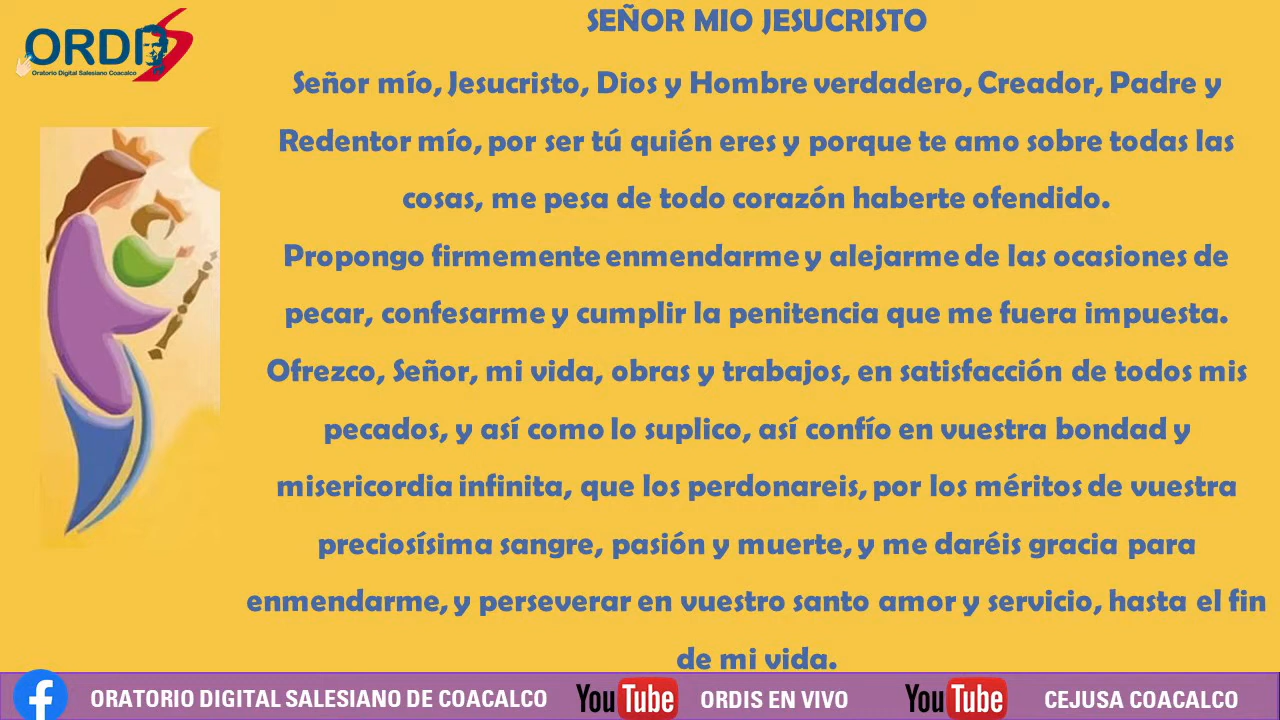 ORDIS
Oratorio Digital Salesiano Coacalco
SEÑOR MIO JESUCRISTO
Señor mío, Jesucristo, Dios y Hombre verdadero, Creador, Padre y
Redentor mío, por ser tú quién eres y porque te amo sobre todas las
cosas, me pesa de todo corazón haberte ofendido.
Propongo firmemente enmendarme y alejarme de las ocasiones de
pecar, confesarme y cumplir la penitencia que me fuera impuesta.
Ofrezco, Señor, mi vida, obras y trabajos, en satisfacción de todos mis
pecados, y así como lo suplico, así confío en vuestra bondad y
misericordia infinita, que los perdonareis, por los méritos de vuestra
preciosísima sangre, pasión y muerte, y me daréis gracia para
enmendarme, y perseverar en vuestro santo amor y servicio, hasta el fin
de mi vida.
f ORATORIO DIGITAL SALESIANO DE COACALCO YouTube ORDIS EN VIVO YouTube CEJUSA COACALCO